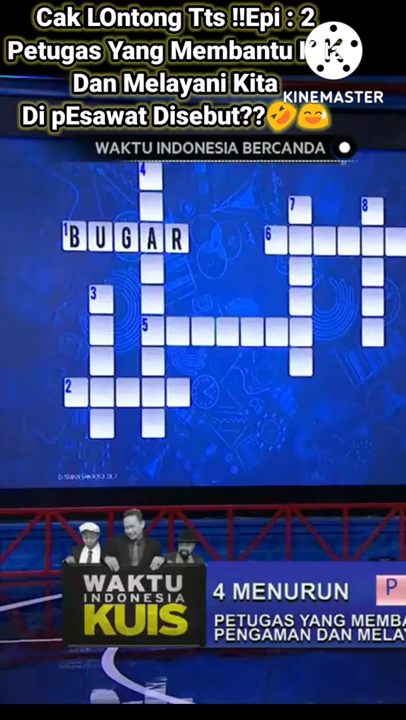 Cak LOntong Tts !!Epi : 2
Petugas Yang Membantu
Dan Melayani Kita
KINEMASTER
Di pEsawat Disebut??🤣😅
WAKTU INDONESIA BERCANDA
4
7
8
1 B U G A R
6
3
5
2
WAKTU
INDONESIA
KUIS
4 MENURUN
P
PETUGAS YANG MEMBA
PENGAMAN DAN MELAY